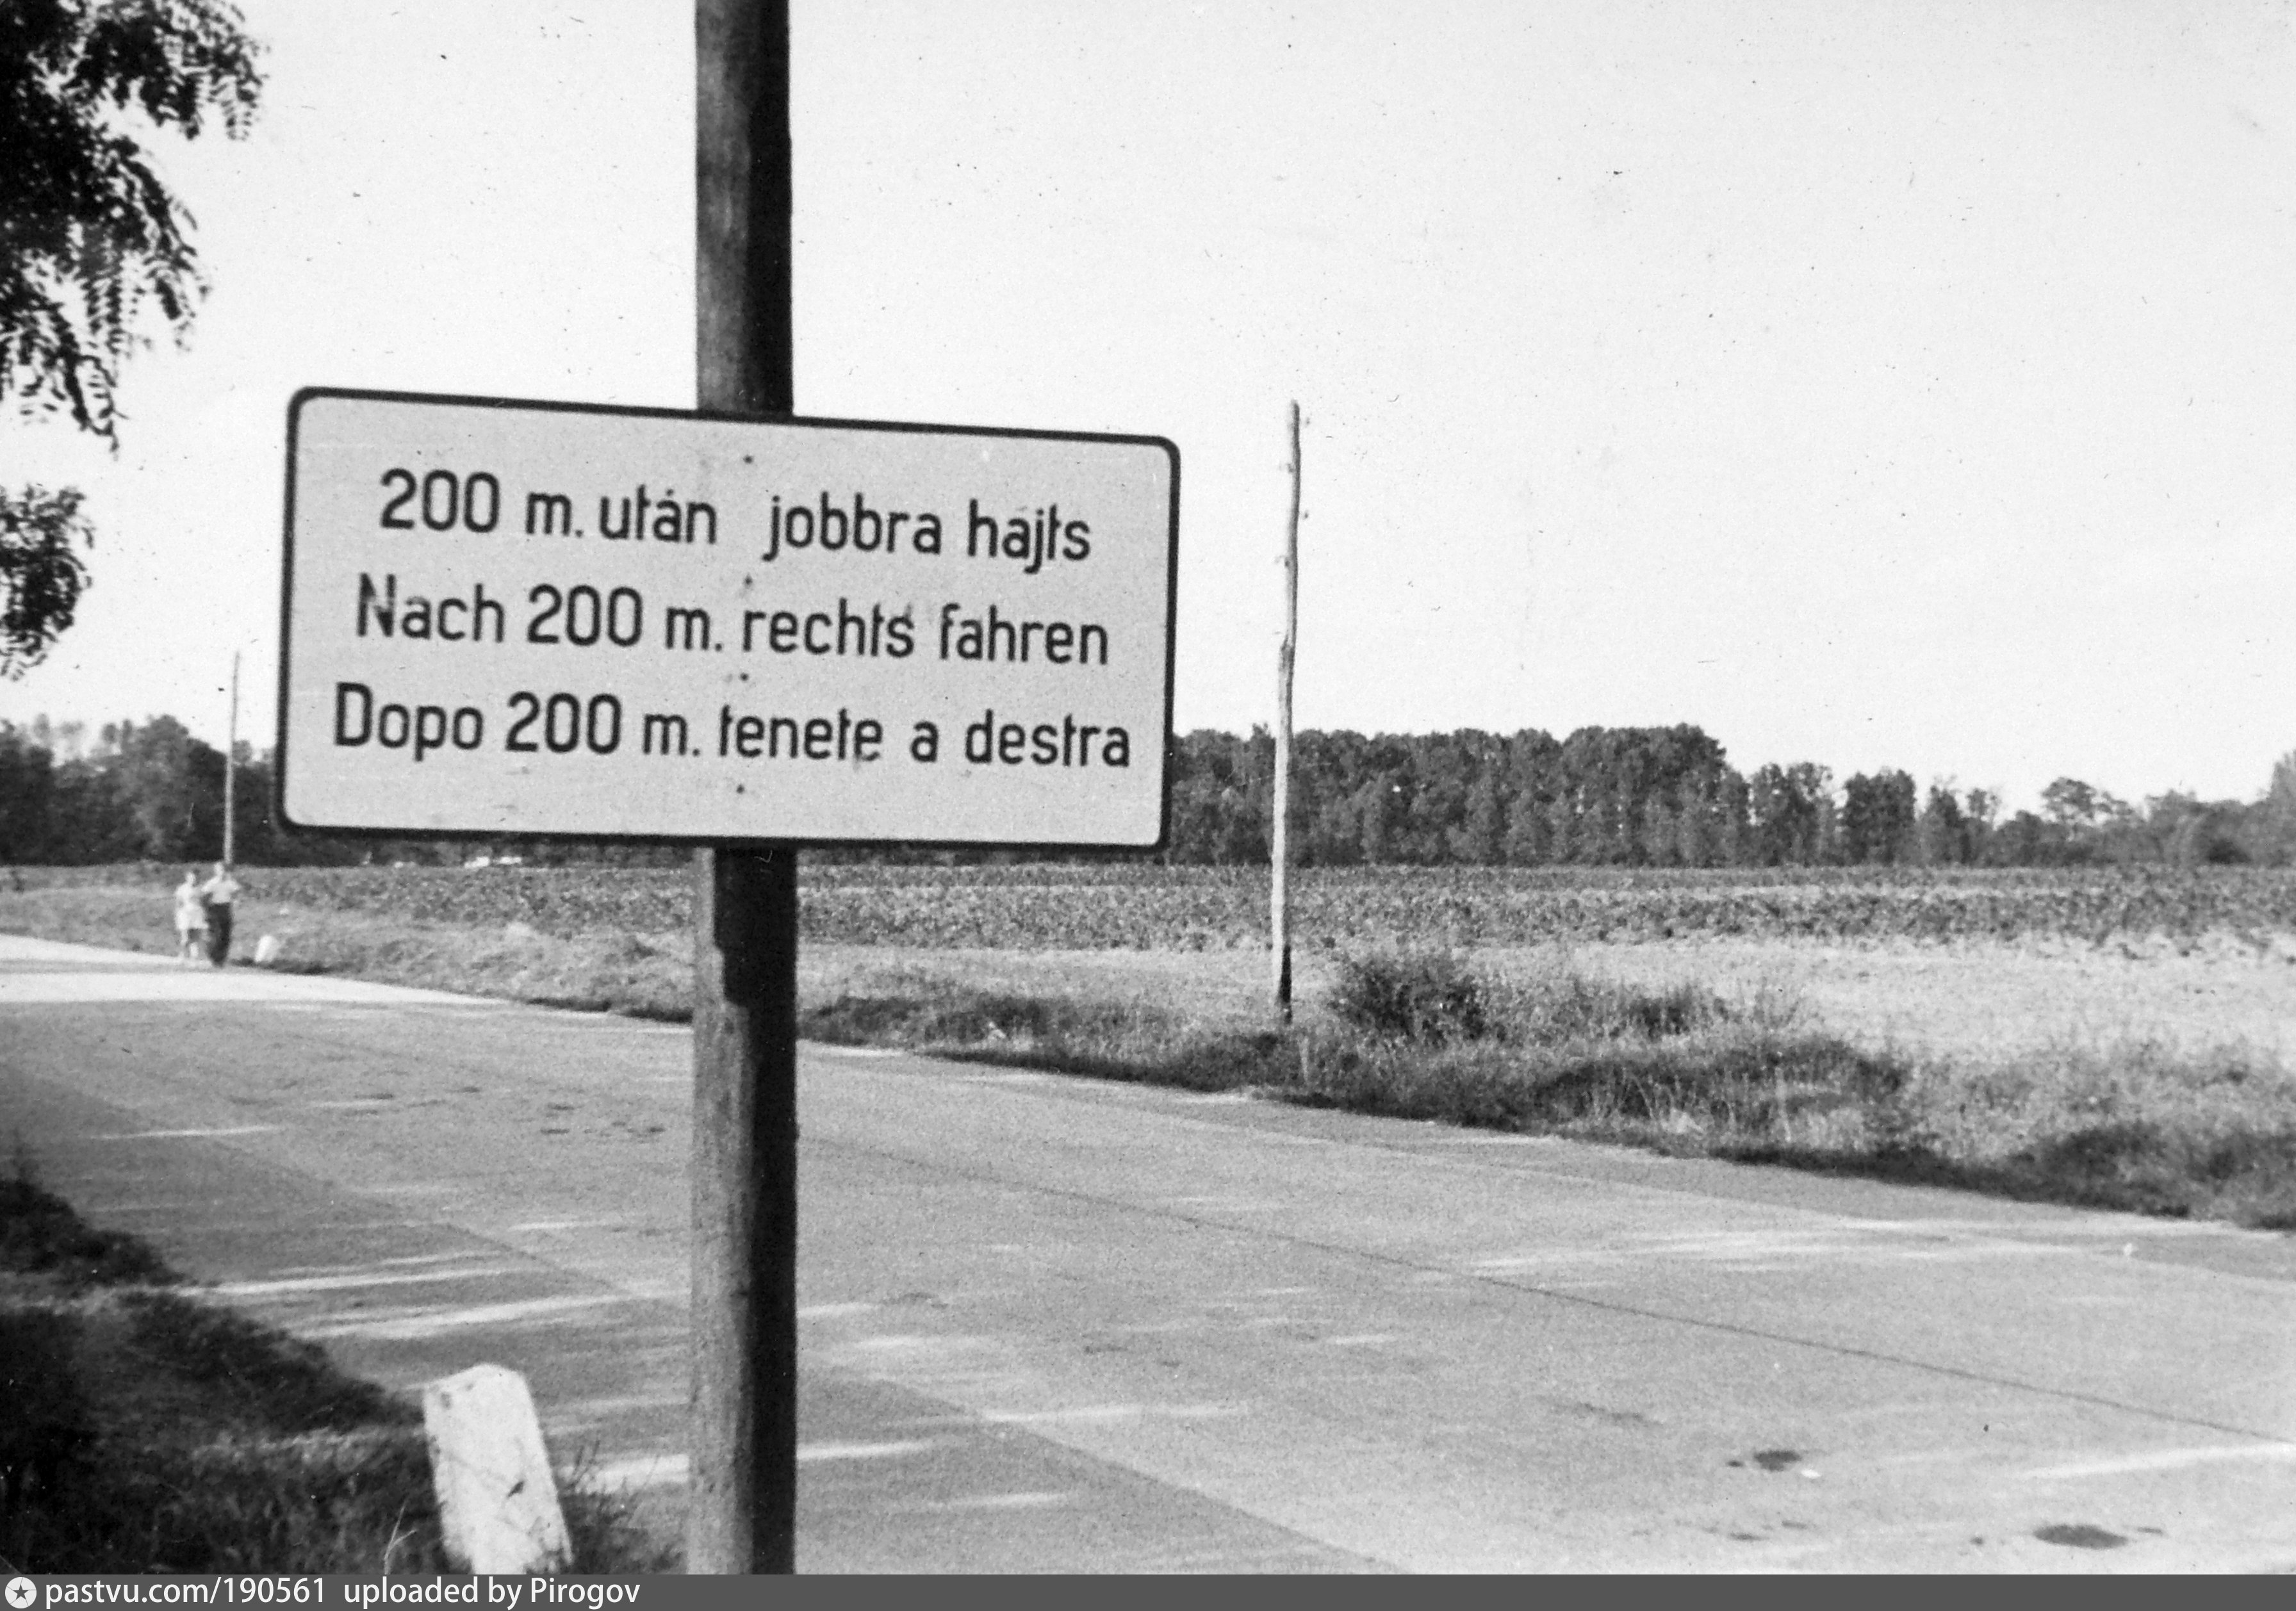 200 m. után jobbra hajts
Nach 200 m. rechts fahren
Dopo 200 m. tenete a destra
pastvu.com/190561 uploaded by Pirogov